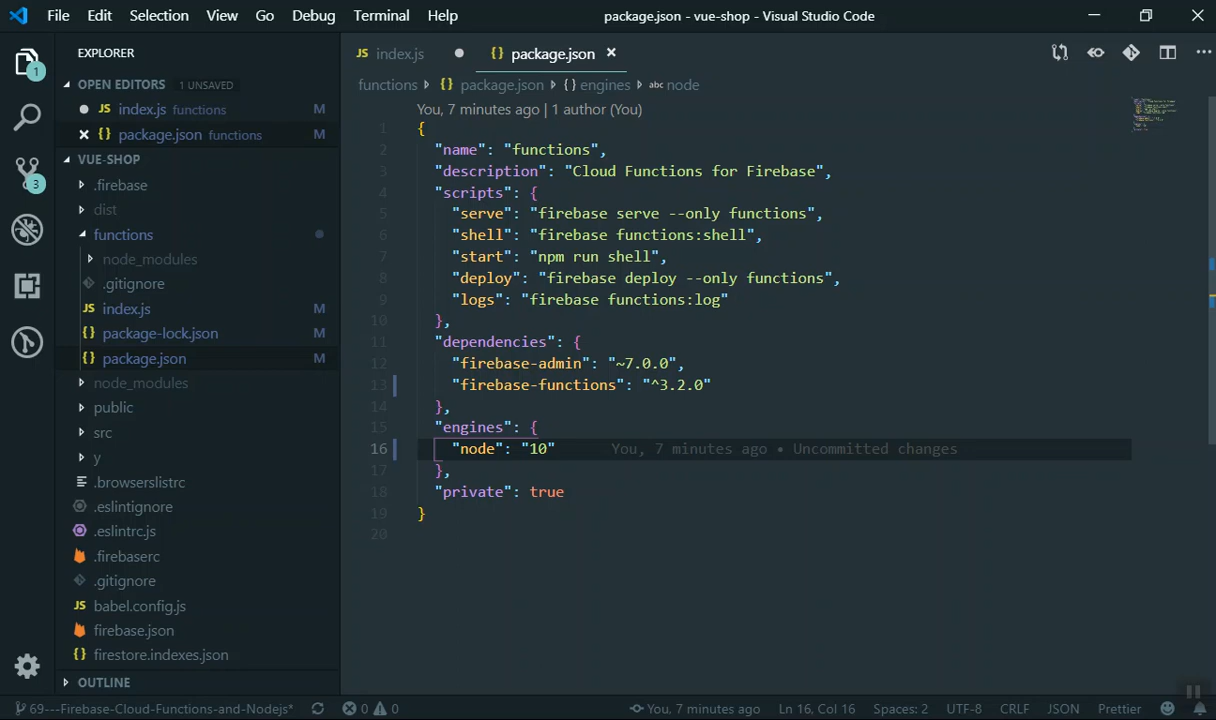 File Edit Selection View Go Debug Terminal Help package.json - vue-shop - Visual Studio Code
EXPLORER
1
OPEN EDITORS 1 UNSAVED
JS index.js functions M
{} package.json functions M
VUE-SHOP
3
.firebase
dist
functions
node_modules
.gitignore
JS index.js M
{} package-lock.json M
{} package.json M
node_modules
public
src
y
.browserslistrc
.eslintignore
.eslintrc.js
.firebaserc
.gitignore
JS babel.config.js
firebase.json
{} firestore.indexes.json
OUTLINE
JS index.js {} package.json
functions {} package.json {} engines abc node
You, 7 minutes ago | 1 author (You)
1 {
2 "name": "functions",
3 "description": "Cloud Functions for Firebase",
4 "scripts": {
5 "serve": "firebase serve --only functions",
6 "shell": "firebase functions:shell",
7 "start": "npm run shell",
8 "deploy": "firebase deploy --only functions",
9 "logs": "firebase functions:log"
10 },
11 "dependencies": {
12 "firebase-admin": "~7.0.0",
13 "firebase-functions": "^3.2.0"
14 },
15 "engines": {
16 "node": "10" You, 7 minutes ago • Uncommitted changes
17 },
18 "private": true
19 }
20
69---Firebase-Cloud-Functions-and-Nodejs* 0 0 You, 7 minutes ago Ln 16, Col 16 Spaces: 2 UTF-8 CRLF JSON Prettier